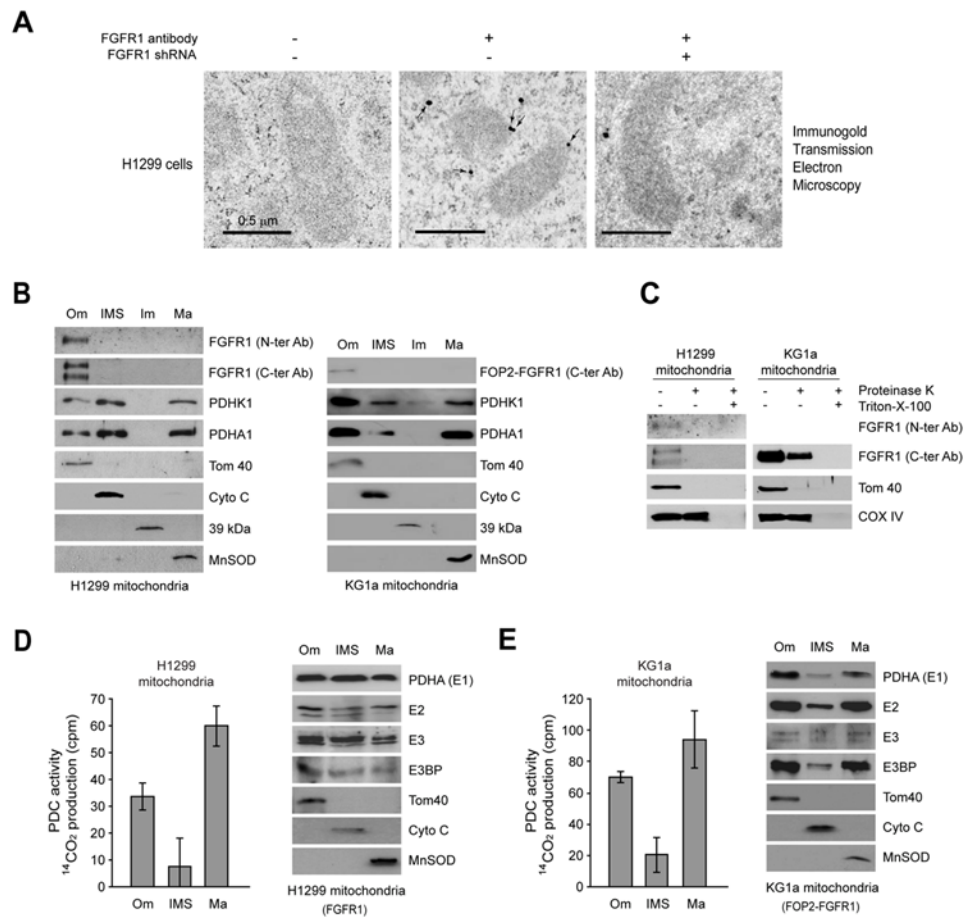 A
FGFR1 antibody - + +
FGFR1 shRNA - - +
H1299 cells
0.5 μm
Immunogold
Transmission
Electron
Microscopy
B
Om IMS Im Ma
FGFR1 (N-ter Ab)
FGFR1 (C-ter Ab)
PDHK1
PDHA1
Tom 40
Cyto C
39 kDa
MnSOD
H1299 mitochondria
Om IMS Im Ma
FOP2-FGFR1 (C-ter Ab)
PDHK1
PDHA1
Tom 40
Cyto C
39 kDa
MnSOD
KG1a mitochondria
C
H1299
mitochondria
KG1a
mitochondria
- + + - + + Proteinase K
+ + Triton-X-100
FGFR1 (N-ter Ab)
FGFR1 (C-ter Ab)
Tom 40
COX IV
D
H1299
mitochondria
PDC activity
¹⁴CO₂ production (cpm)
70
60
50
40
30
20
10
0
Om IMS Ma
Om IMS Ma
PDHA (E1)
E2
E3
E3BP
Tom40
Cyto C
MnSOD
H1299 mitochondria
(FGFR1)
E
KG1a
mitochondria
PDC activity
¹⁴CO₂ production (cpm)
120
100
80
60
40
20
0
Om IMS Ma
Om IMS Ma
PDHA (E1)
E2
E3
E3BP
Tom40
Cyto C
MnSOD
KG1a mitochondria
(FOP2-FGFR1)